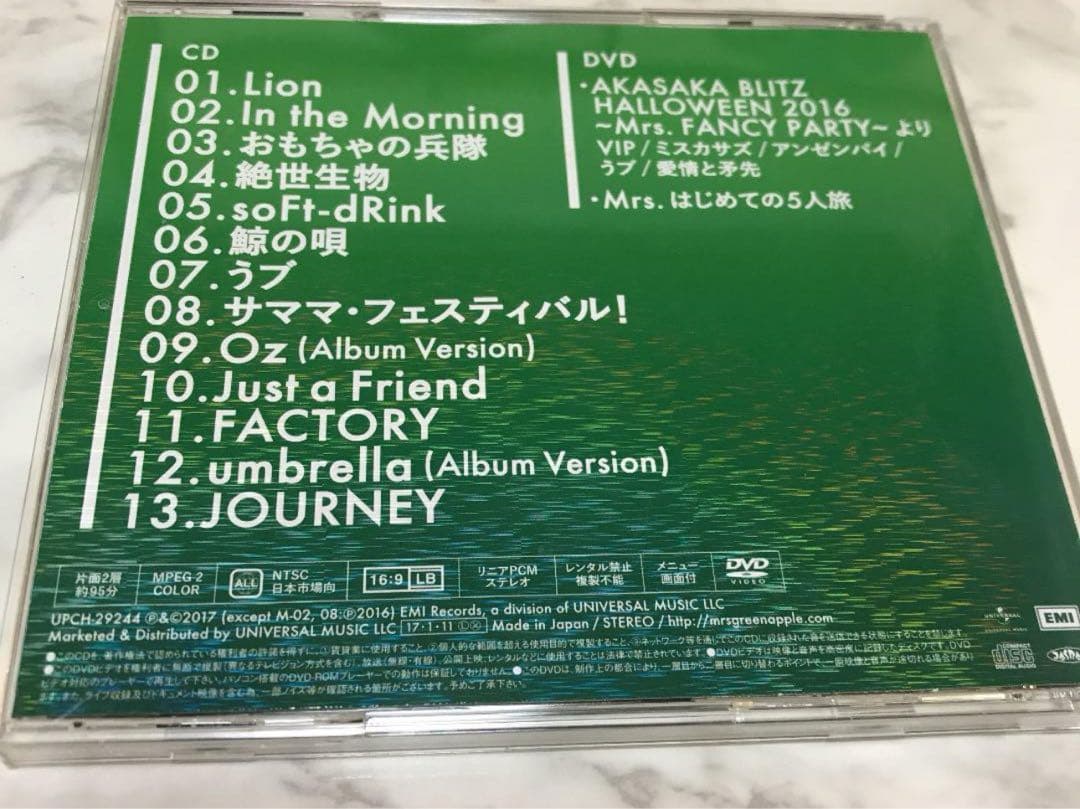 CD
01.Lion
02.In the Morning
03.おもちゃの兵隊
04.絶世生物
05.soFt-dRink
06.鯨の唄
07.うブ
08.サママ・フェスティバル!
09.Oz (Album Version)
10.Just a Friend
11.FACTORY
12.umbrella (Album Version)
13.JOURNEY
DVD
・AKASAKA BLITZ
HALLOWEEN 2016
~Mrs. FANCY PARTY~ より
VIP / ミスカサズ / アンゼンパイ /
うブ / 愛情と矛先
・Mrs. はじめての5人旅
片面2層
約95分
MPEG-2
COLOR
ALL
NTSC
日本市場向
16:9 LB
リニアPCM
ステレオ
レンタル禁止
複製不能
メニュー
画面付
DVD
VIDEO
UPCH-29244 ℗&©2017 (except M-02, 08:℗2016) EMI Records, a division of UNIVERSAL MUSIC LLC
Marketed & Distributed by UNIVERSAL MUSIC LLC 17·1·11 Made in Japan / STEREO / http://mrsgreenapple.com
UNIVERSAL
EMI
COMPACT
disc
DIGITAL AUDIO
JASRAC